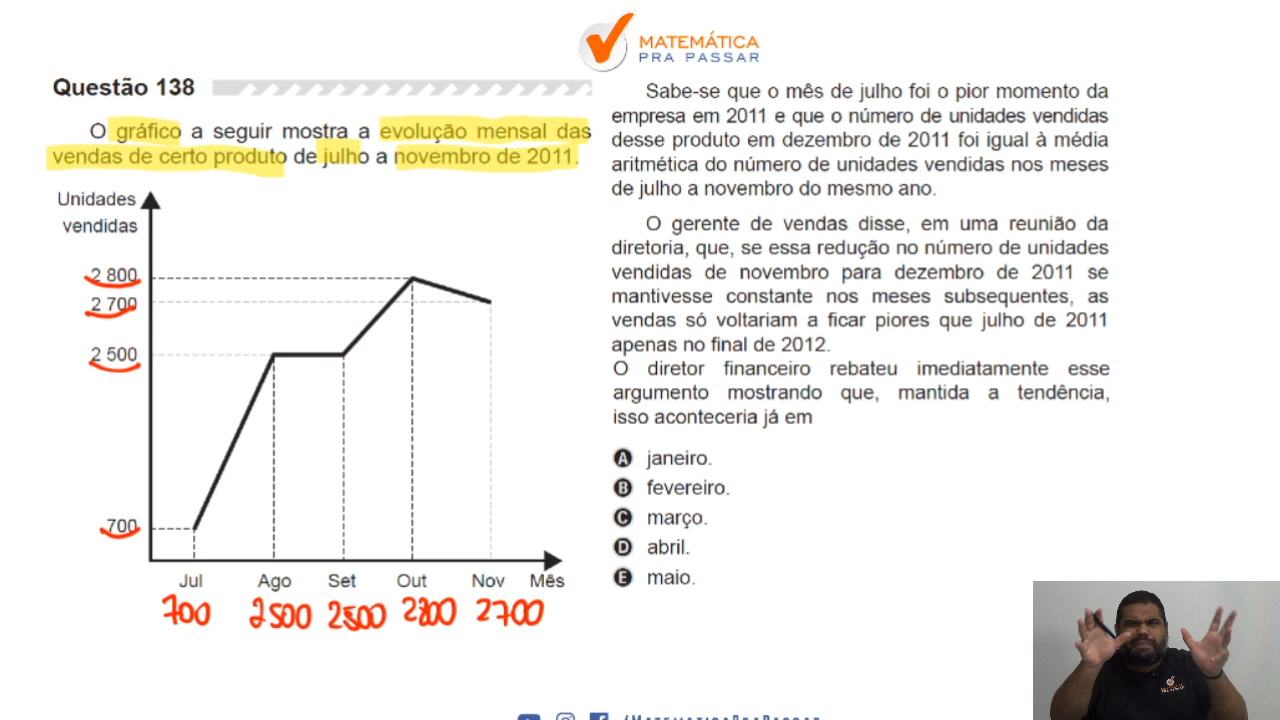 MATEMÁTICA
PRA PASSAR
Questão 138
O gráfico a seguir mostra a evolução mensal das
vendas de certo produto de julho a novembro de 2011.
Unidades
vendidas
2 800
2 700
2 500
700
Jul Ago Set Out Nov Mês
700 2500 2500 2800 2700
Sabe-se que o mês de julho foi o pior momento da
empresa em 2011 e que o número de unidades vendidas
desse produto em dezembro de 2011 foi igual à média
aritmética do número de unidades vendidas nos meses
de julho a novembro do mesmo ano.
O gerente de vendas disse, em uma reunião da
diretoria, que, se essa redução no número de unidades
vendidas de novembro para dezembro de 2011 se
mantivesse constante nos meses subsequentes, as
vendas só voltariam a ficar piores que julho de 2011
apenas no final de 2012.
O diretor financeiro rebateu imediatamente esse
argumento mostrando que, mantida a tendência,
isso aconteceria já em
A janeiro.
B fevereiro.
C março.
D abril.
E maio.
/MATEMATICAPRAPASSAR